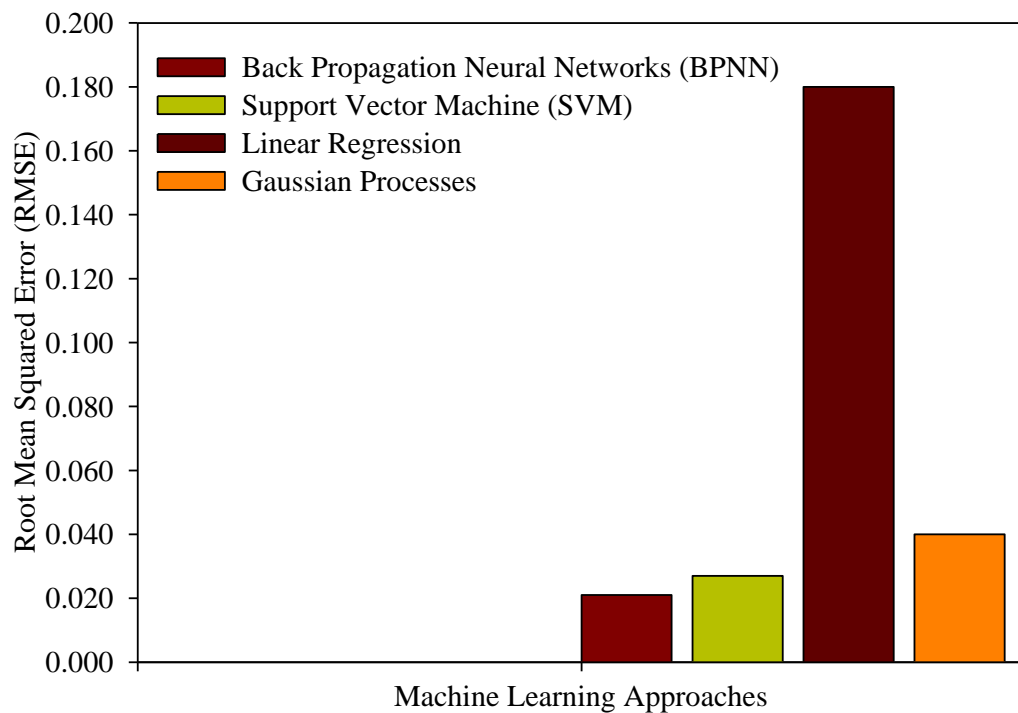 Root Mean Squared Error (RMSE)
0.200
0.180
0.160
0.140
0.120
0.100
0.080
0.060
0.040
0.020
0.000
Back Propagation Neural Networks (BPNN)
Support Vector Machine (SVM)
Linear Regression
Gaussian Processes
Machine Learning Approaches